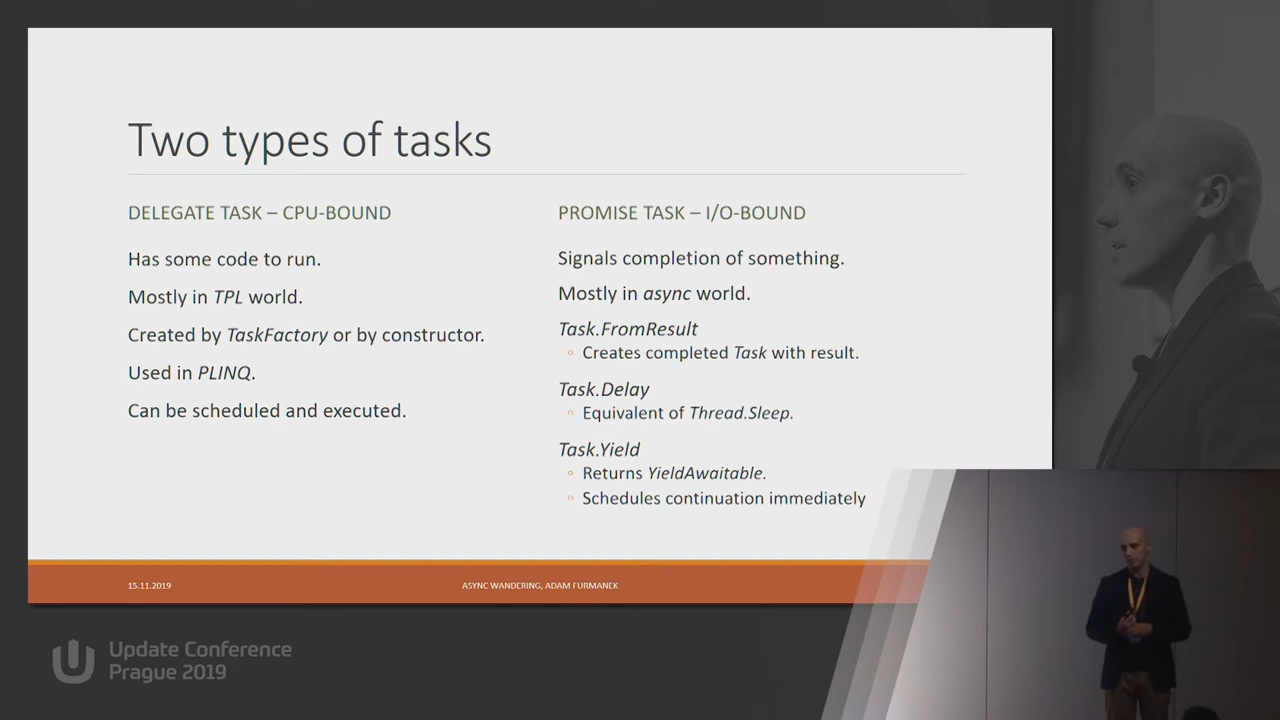 Two types of tasks
DELEGATE TASK – CPU-BOUND
Has some code to run.
Mostly in TPL world.
Created by TaskFactory or by constructor.
Used in PLINQ.
Can be scheduled and executed.
PROMISE TASK – I/O-BOUND
Signals completion of something.
Mostly in async world.
Task.FromResult
◦ Creates completed Task with result.
Task.Delay
◦ Equivalent of Thread.Sleep.
Task.Yield
◦ Returns YieldAwaitable.
◦ Schedules continuation immediately
15.11.2019
ASYNC WANDERING, ADAM FURMANEK
Update Conference
Prague 2019